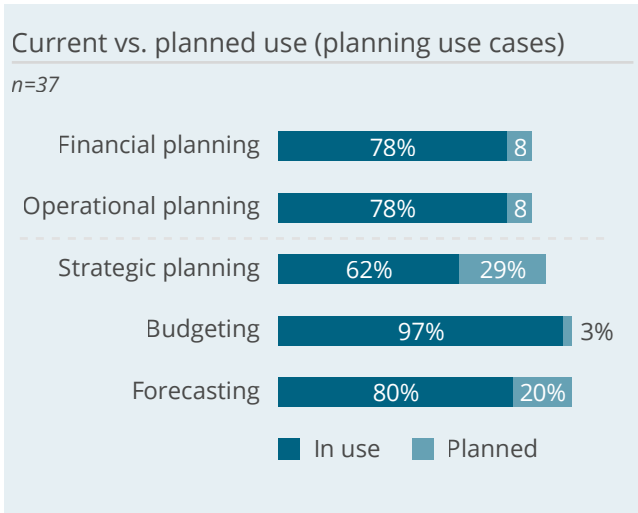 Current vs. planned use (planning use cases)
n=37
Financial planning 78% 8
Operational planning 78% 8
Strategic planning 62% 29%
Budgeting 97% 3%
Forecasting 80% 20%
In use Planned